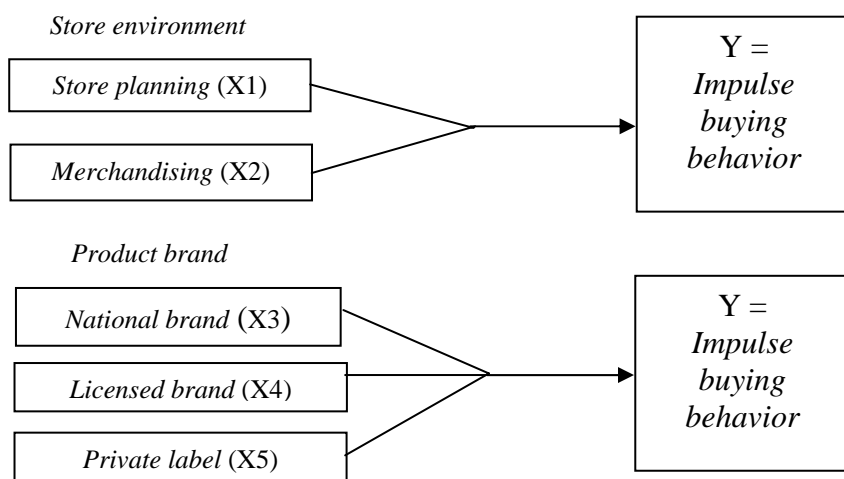 Store environment
Store planning (X1)
Merchandising (X2)
Y =
Impulse
buying
behavior
Product brand
National brand (X3)
Licensed brand (X4)
Private label (X5)
Y =
Impulse
buying
behavior